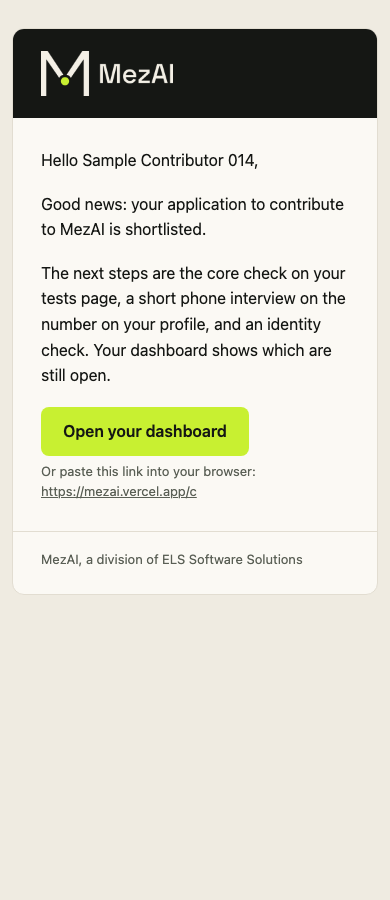 MezAI
Hello Sample Contributor 014,
Good news: your application to contribute
to MezAI is shortlisted.
The next steps are the core check on your
tests page, a short phone interview on the
number on your profile, and an identity
check. Your dashboard shows which are
still open.
Open your dashboard
Or paste this link into your browser:
https://mezai.vercel.app/c
MezAI, a division of ELS Software Solutions